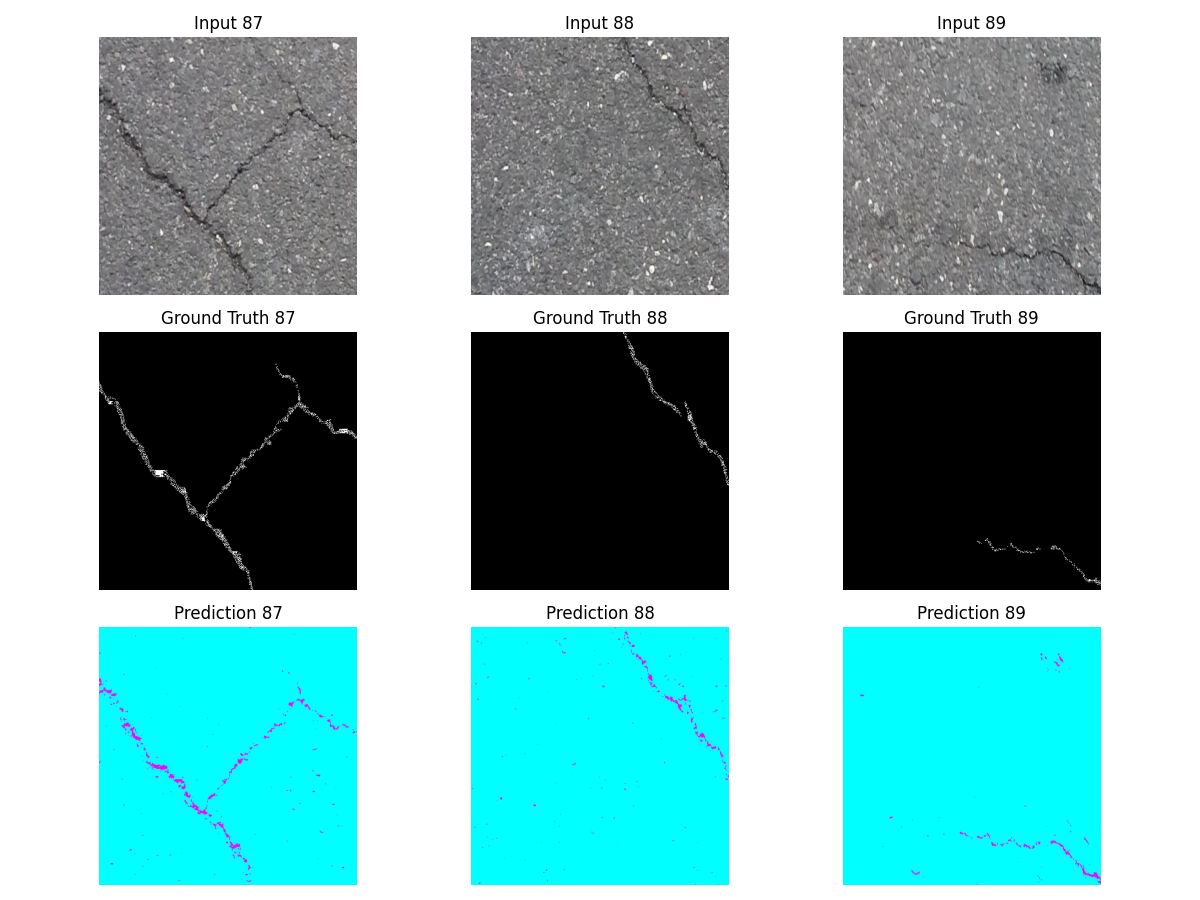 Input 87
Input 88
Input 89
Ground Truth 87
Ground Truth 88
Ground Truth 89
Prediction 87
Prediction 88
Prediction 89